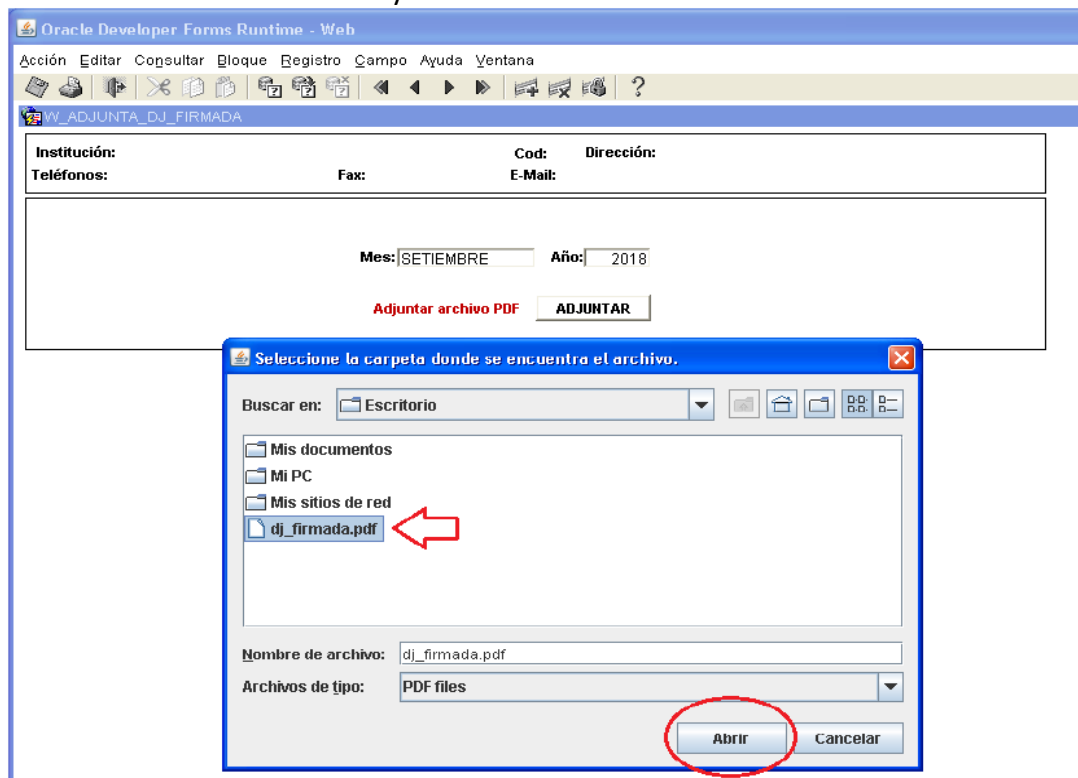 y
Oracle Developer Forms Runtime - Web
Acción Editar Consultar Bloque Registro Campo Ayuda Ventana
W_ADJUNTA_DJ_FIRMADA
Institución: Cod: Dirección:
Teléfonos: Fax: E-Mail:
Mes: SETIEMBRE Año: 2018
Adjuntar archivo PDF ADJUNTAR
Seleccione la carpeta donde se encuentra el archivo.
Buscar en: Escritorio
Mis documentos
Mi PC
Mis sitios de red
dj_firmada.pdf
Nombre de archivo: dj_firmada.pdf
Archivos de tipo: PDF files
Abrir Cancelar